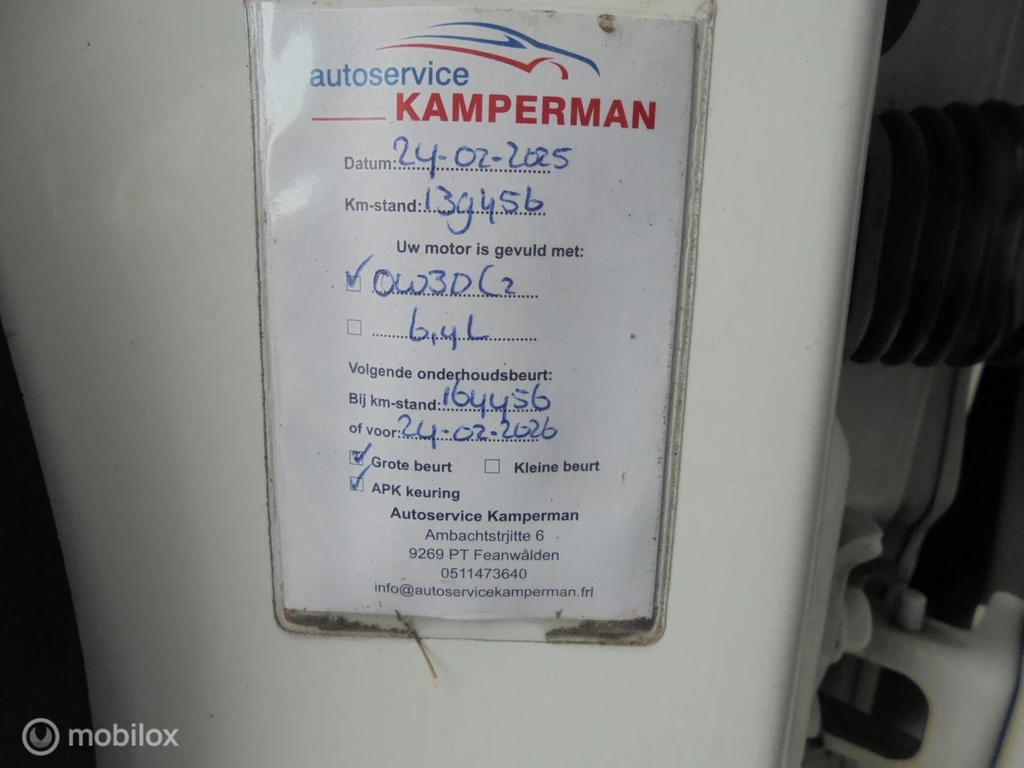 autoservice
KAMPERMAN
Datum: 24-02-2025
Km-stand: 139456
Uw motor is gevuld met:
0W30 C2
6,4L
Volgende onderhoudsbeurt:
Bij km-stand: 164456
of voor: 24-02-2026
Grote beurt Kleine beurt
APK keuring
Autoservice Kamperman
Ambachtstrjitte 6
9269 PT Feanwâlden
0511473640
info@autoservicekamperman.frl
mobilox